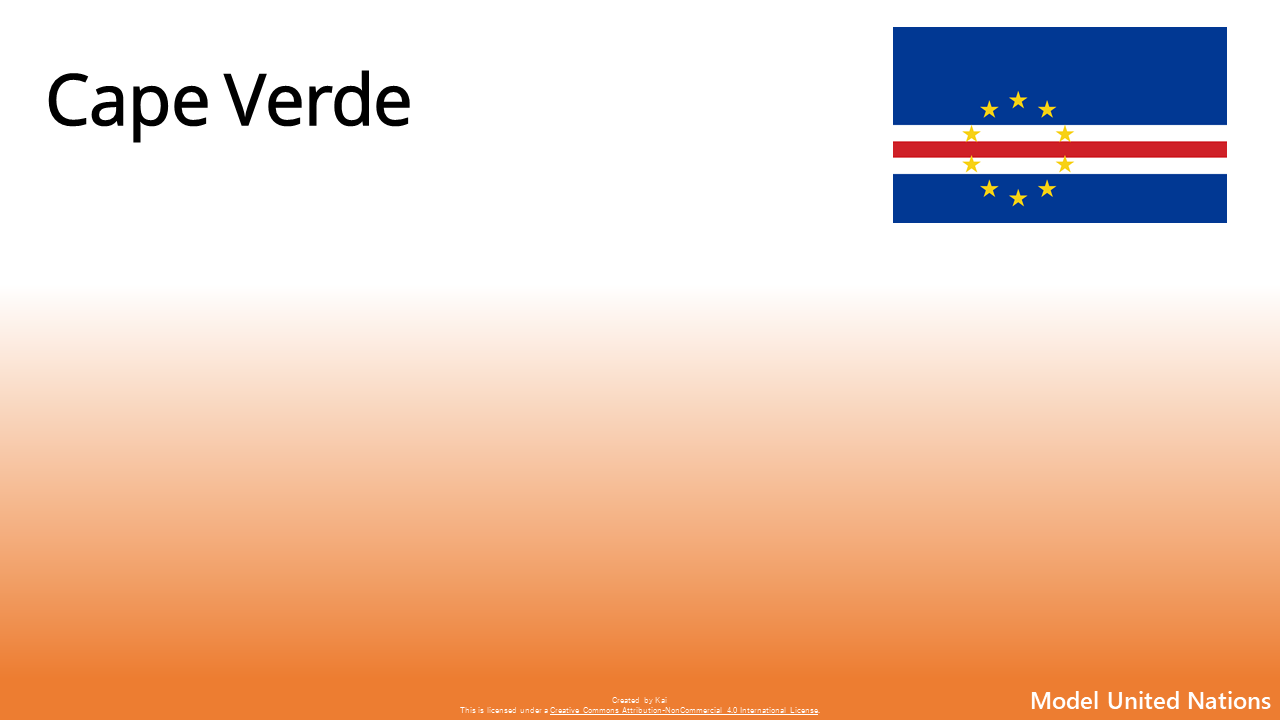 Cape Verde
Created by Kai
This is licensed under a Creative Commons Attribution-NonCommercial 4.0 International License.
Model United Nations